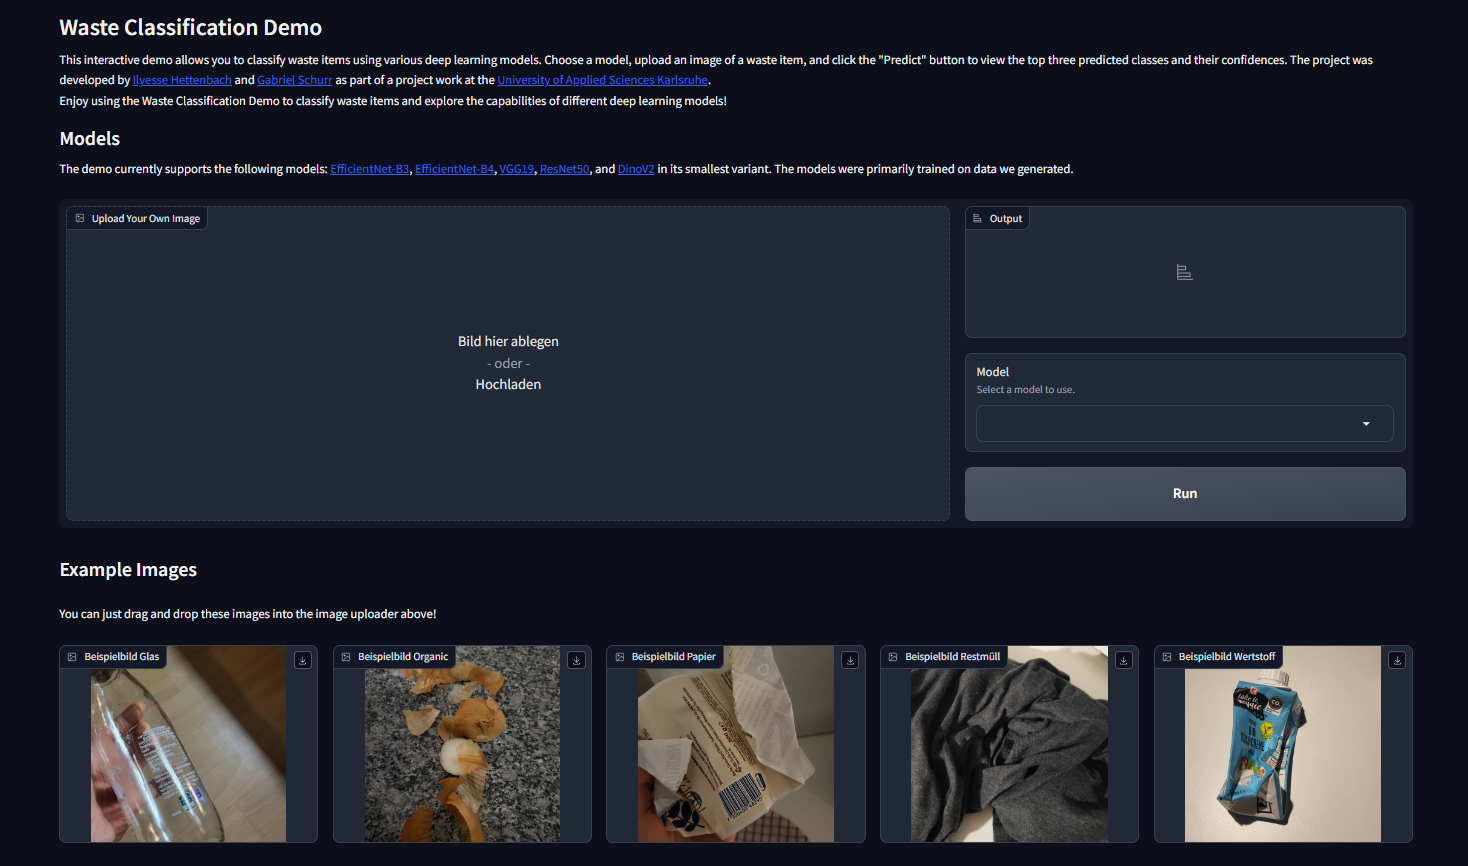 Waste Classification Demo
This interactive demo allows you to classify waste items using various deep learning models. Choose a model, upload an image of a waste item, and click the "Predict" button to view the top three predicted classes and their confidences. The project was
developed by Ilyesse Hettenbach and Gabriel Schurr as part of a project work at the University of Applied Sciences Karlsruhe.
Enjoy using the Waste Classification Demo to classify waste items and explore the capabilities of different deep learning models!
Models
The demo currently supports the following models: EfficientNet-B3, EfficientNet-B4, VGG19, ResNet50, and DinoV2 in its smallest variant. The models were primarily trained on data we generated.
Upload Your Own Image
Bild hier ablegen
- oder -
Hochladen
Output
Model
Select a model to use.
Run
Example Images
You can just drag and drop these images into the image uploader above!
Beispielbild Glas
Beispielbild Organic
Beispielbild Papier
Beispielbild Restmüll
Beispielbild Wertstoff
take it
veggie
BIO